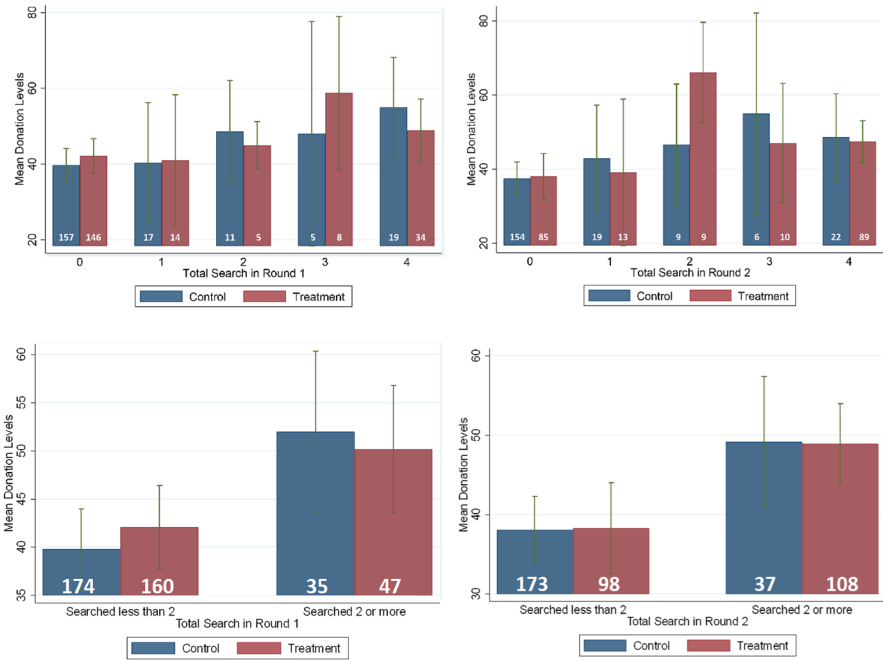 80
60
40
20
Mean Donation Levels
157 146 17 14 11 5 5 8 19 34
0 1 2 3 4
Total Search in Round 1
Control Treatment
80
60
40
20
Mean Donation Levels
154 85 19 13 9 9 6 10 22 89
0 1 2 3 4
Total Search in Round 2
Control Treatment
60
55
50
45
40
35
Mean Donation Levels
174 160 35 47
Searched less than 2 Searched 2 or more
Total Search in Round 1
Control Treatment
60
50
40
30
Mean Donation Levels
173 98 37 108
Searched less than 2 Searched 2 or more
Total Search in Round 2
Control Treatment